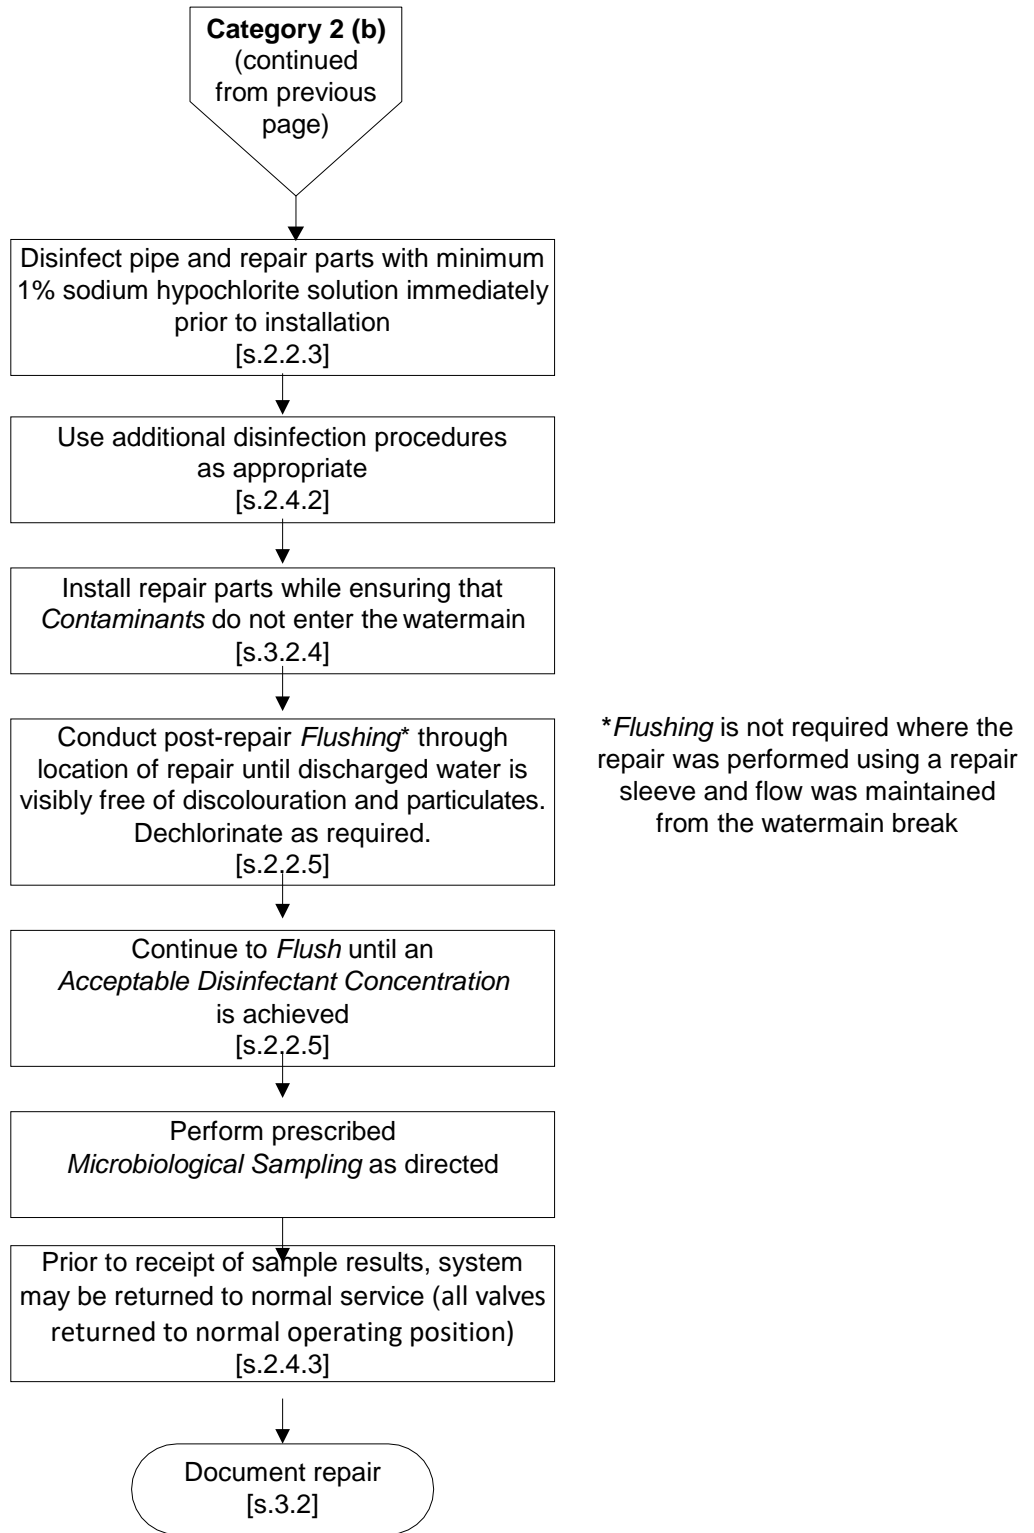 Category 2 (b)
(continued
from previous
page)
Disinfect pipe and repair parts with minimum
1% sodium hypochlorite solution immediately
prior to installation
[s.2.2.3]
Use additional disinfection procedures
as appropriate
[s.2.4.2]
Install repair parts while ensuring that
Contaminants do not enter the watermain
[s.3.2.4]
Conduct post-repair Flushing* through
location of repair until discharged water is
visibly free of discolouration and particulates.
Dechlorinate as required.
[s.2.2.5]
*Flushing is not required where the
repair was performed using a repair
sleeve and flow was maintained
from the watermain break
Continue to Flush until an
Acceptable Disinfectant Concentration
is achieved
[s.2.2.5]
Perform prescribed
Microbiological Sampling as directed
Prior to receipt of sample results, system
may be returned to normal service (all valves
returned to normal operating position)
[s.2.4.3]
Document repair
[s.3.2]